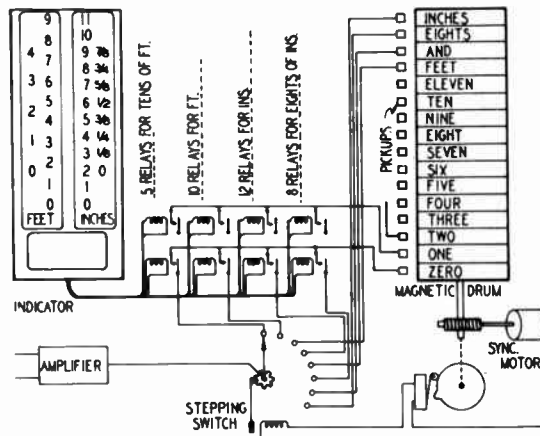 9 11
8 10
4 7 9 7/8
6 8 3/4
3 5 7 5/8
4 6 1/2
2 3 5 3/8
1 2 4 1/4
3 1/8
0 1 2 0
1
0 0
FEET INCHES
INDICATOR
5 RELAYS FOR TENS OF FT.
10 RELAYS FOR FT.
12 RELAYS FOR INS.
8 RELAYS FOR EIGHTS OF INS.
PICKUPS
INCHES
EIGHTS
AND
FEET
ELEVEN
TEN
NINE
EIGHT
SEVEN
SIX
FIVE
FOUR
THREE
TWO
ONE
ZERO
MAGNETIC DRUM
SYNC.
MOTOR
AMPLIFIER
STEPPING
SWITCH